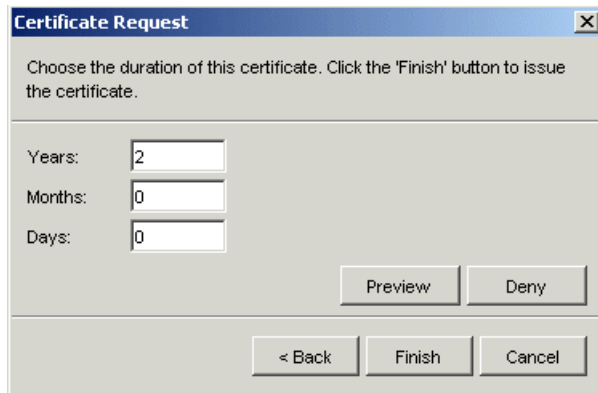 Certificate Request
Choose the duration of this certificate. Click the 'Finish' button to issue
the certificate.
Years: 2
Months: 0
Days: 0
Preview Deny
< Back Finish Cancel